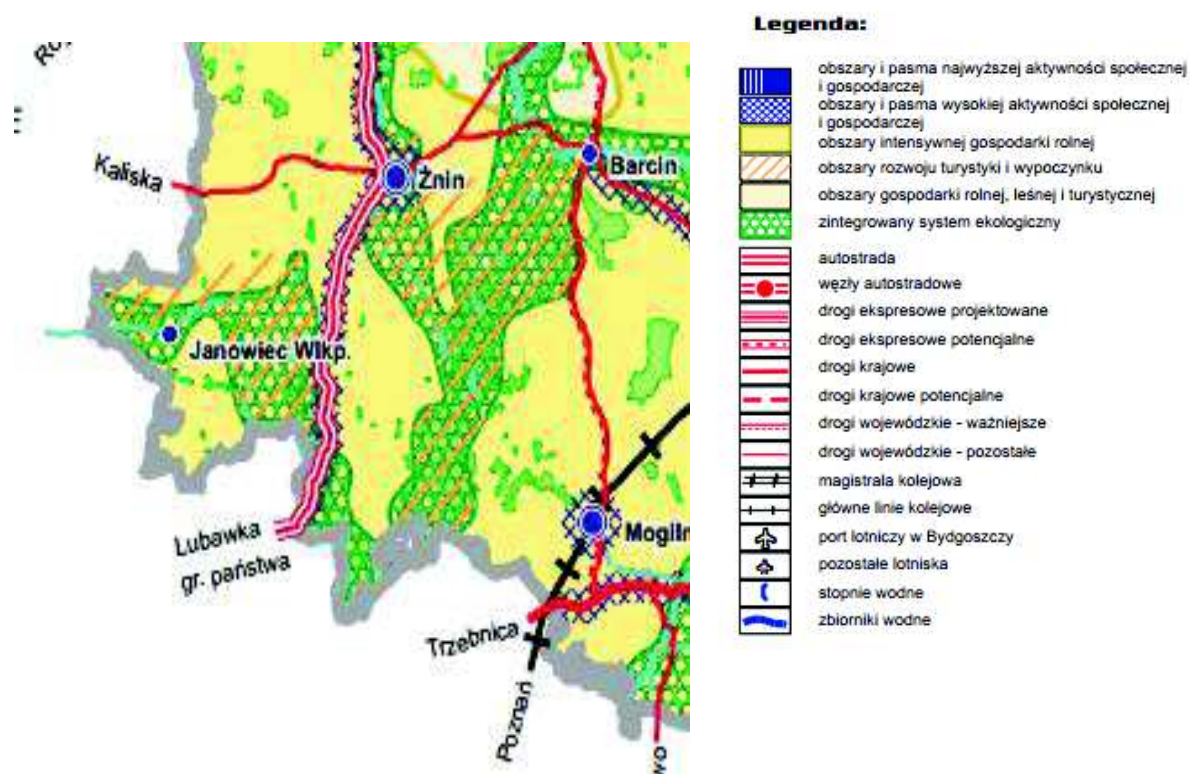 Kaliska
Żnin
Barcin
Janowiec Wlkp.
Lubawka
gr. państwa
Mogiln
Trzebnica
Poznań
wo
Legenda:
obszary i pasma najwyższej aktywności społecznej
i gospodarczej
obszary i pasma wysokiej aktywności społecznej
i gospodarczej
obszary intensywnej gospodarki rolnej
obszary rozwoju turystyki i wypoczynku
obszary gospodarki rolnej, leśnej i turystycznej
zintegrowany system ekologiczny
autostrada
węzły autostradowe
drogi ekspresowe projektowane
drogi ekspresowe potencjalne
drogi krajowe
drogi krajowe potencjalne
drogi wojewódzkie - ważniejsze
drogi wojewódzkie - pozostałe
magistrala kolejowa
główne linie kolejowe
port lotniczy w Bydgoszczy
pozostałe lotniska
stopnie wodne
zbiorniki wodne